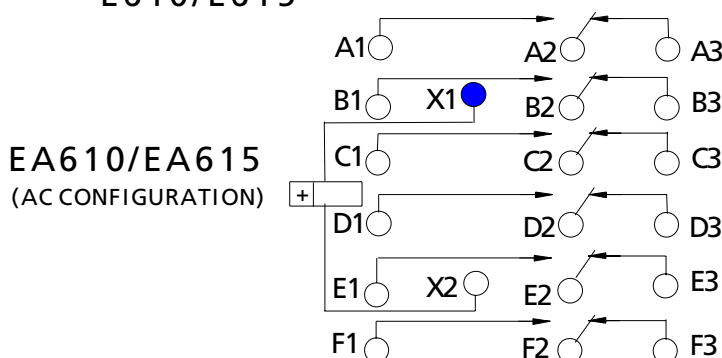 A1 A2 A3
B1 X1 B2 B3
EA610/EA615 C1 C2 C3
(AC CONFIGURATION) +
D1 D2 D3
E1 X2 E2 E3
F1 F2 F3